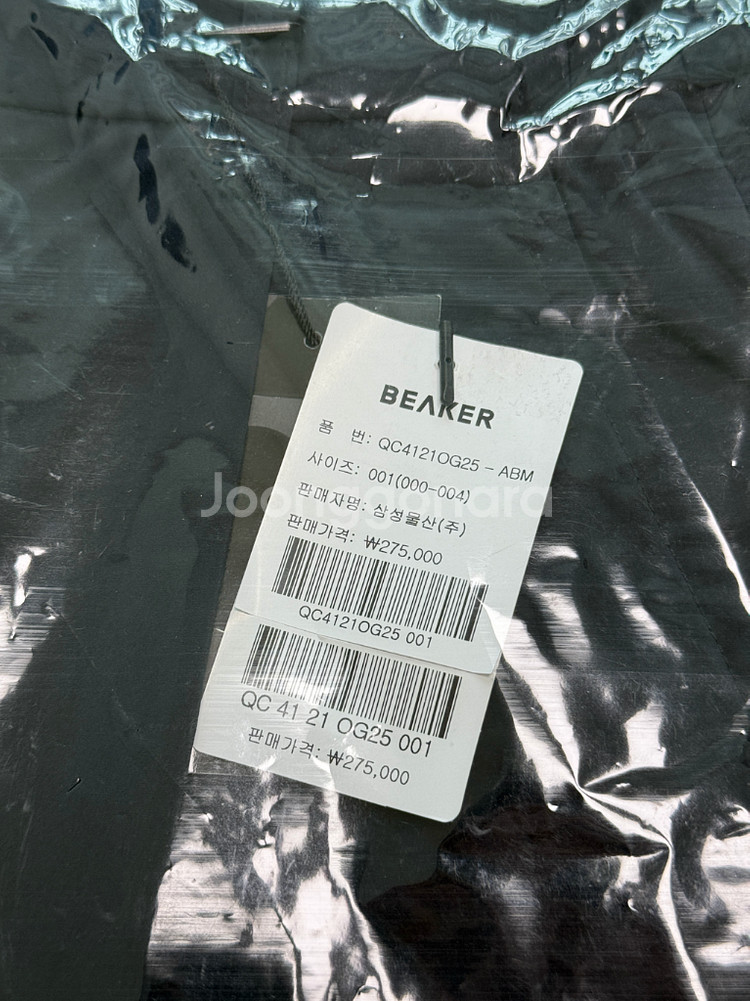 BEAKER
품 번: QC4121OG25 - ABM
사이즈: 001(000-004)
판매자명: 삼성물산(주)
판매가격: ₩275,000
QC4121OG25 001
QC 41 21 OG25 001
판매가격: ₩275,000
Joonggonara